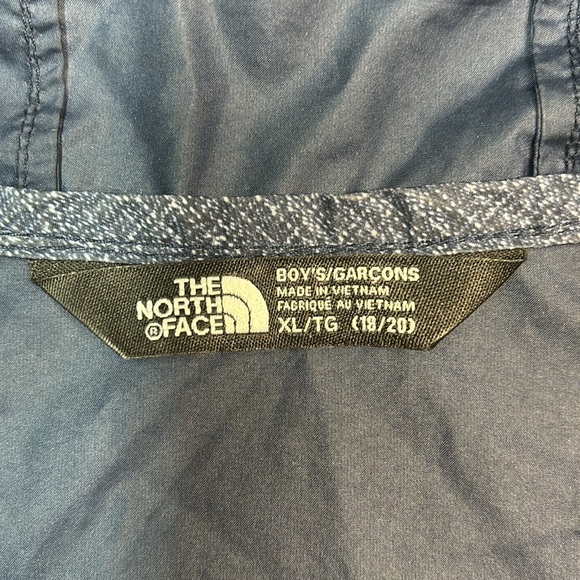 THE
NORTH
®FACE
BOY'S/GARCONS
MADE IN VIETNAM
FABRIQUÉ AU VIETNAM
XL/TG (18/20)